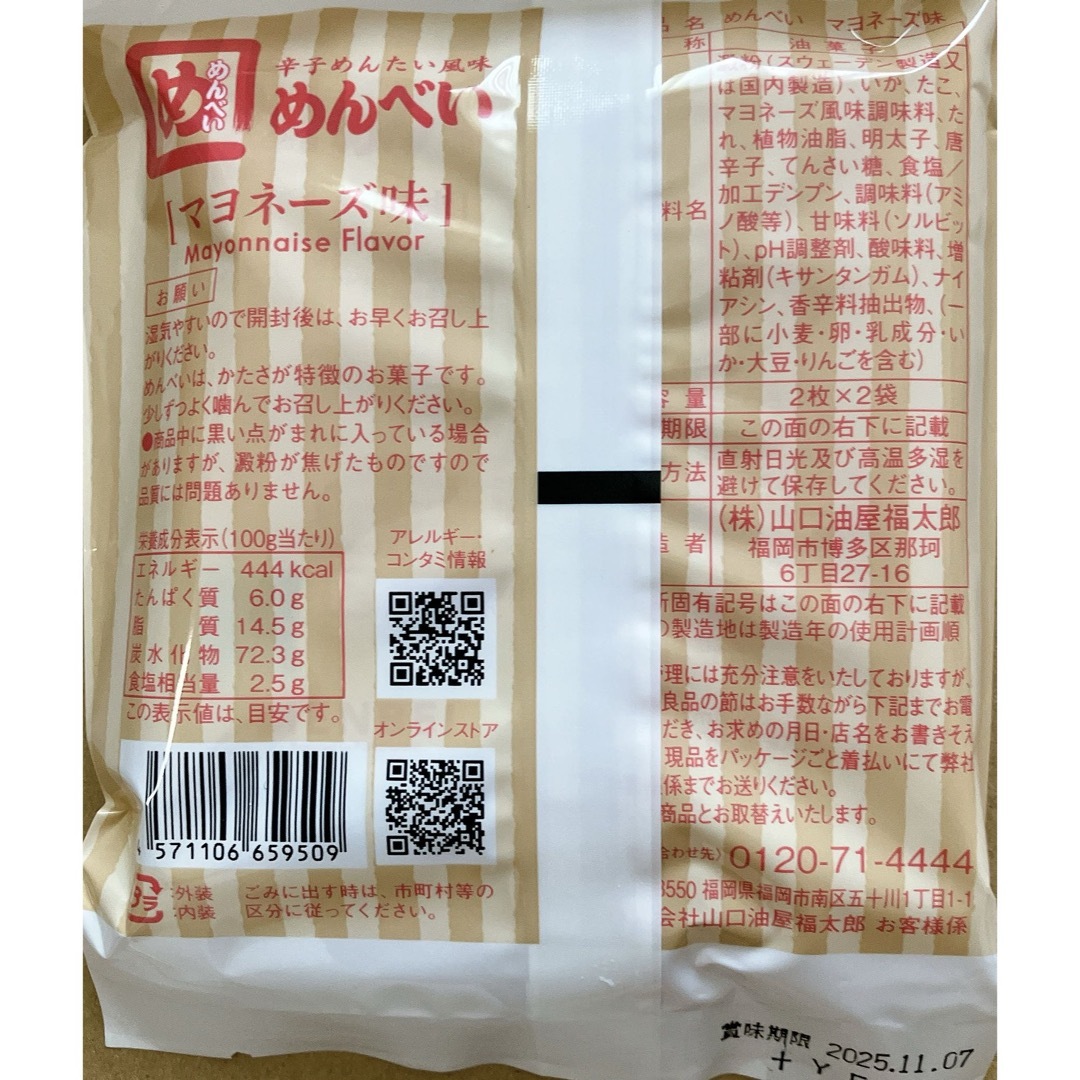 め
めんべい
辛子めんたい風味
めんべい
[マヨネーズ味]
Mayonnaise Flavor
お願い
湿気やすいので開封後は、お早くお召し上
がりください。
めんべいは、かたさが特徴のお菓子です。
少しずつよく噛んでお召し上がりください。
●商品中に黒い点がまれに入っている場合
がありますが、澱粉が焦げたものですので
品質には問題ありません。
栄養成分表示(100g当たり)
エネルギー 444kcal
たんぱく質 6.0g
脂質 14.5g
炭水化物 72.3g
食塩相当量 2.5g
この表示値は、目安です。
アレルギー・
コンタミ情報
オンラインストア
4 571106 659509
:外装
:内装
ごみに出す時は、市町村等の
区分に従ってください。
品名 めんべい マヨネーズ味
称 油菓子
澱粉(スウェーデン製造又
は国内製造)、いか、たこ、
マヨネーズ風味調味料、た
れ、植物油脂、明太子、唐
辛子、てんさい糖、食塩/
加工デンプン、調味料(アミ
料名
ノ酸等)、甘味料(ソルビッ
ト)、pH調整剤、酸味料、増
粘剤(キサンタンガム)、ナイ
アシン、香辛料抽出物、(一
部に小麦・卵・乳成分・い
か・大豆・りんごを含む)
容量 2枚×2袋
期限 この面の右下に記載
方法 直射日光及び高温多湿を
避けて保存してください。
造者 (株)山口油屋福太郎
福岡市博多区那珂
6丁目27-16
所固有記号はこの面の右下に記載
の製造地は製造年の使用計画順
管理には充分注意をいたしておりますが、
良品の節はお手数ながら下記までお電
だき、お求めの月日・店名をお書きそえ
現品をパッケージごと着払いにて弊社
係までお送りください。
商品とお取替えいたします。
合わせ先) 0120-71-4444
8550 福岡県福岡市南区五十川1丁目1-1
会社山口油屋福太郎 お客様係
賞味期限 2025.11.07